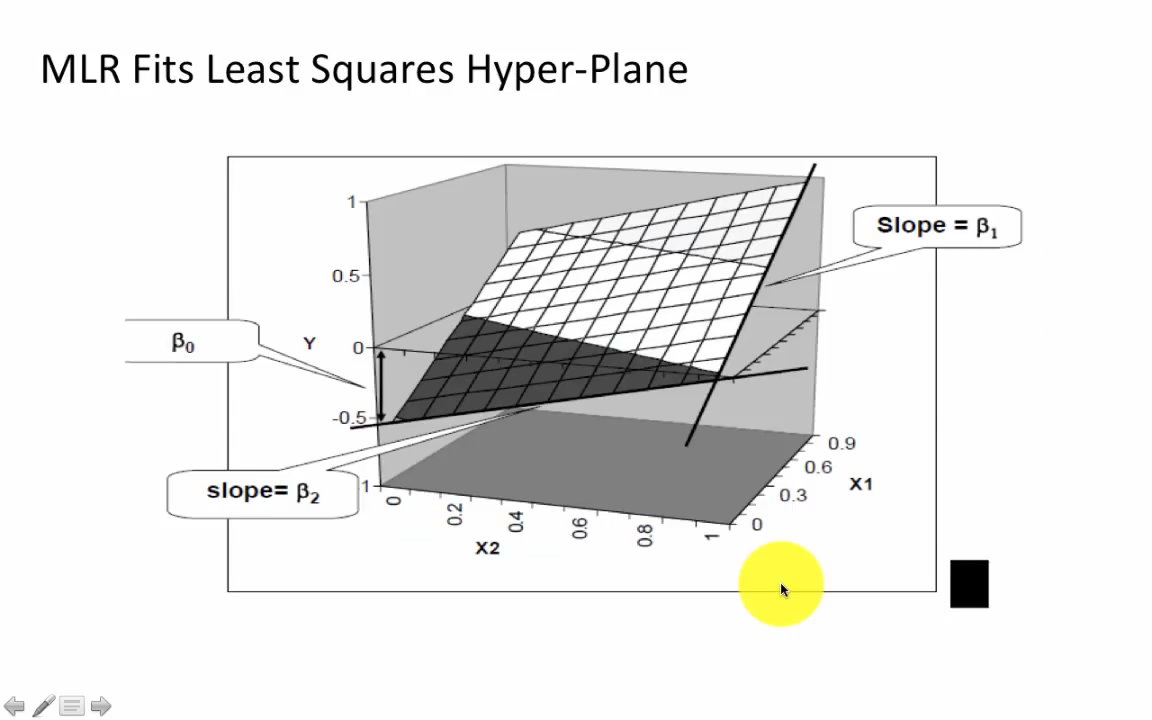 MLR Fits Least Squares Hyper-Plane
1
Slope = β1
0.5
β0
Y
0
-0.5
0.9
0.6
X1
slope= β2
1
0.3
0
0.2
0.4
0.6
0.8
1
0
X2